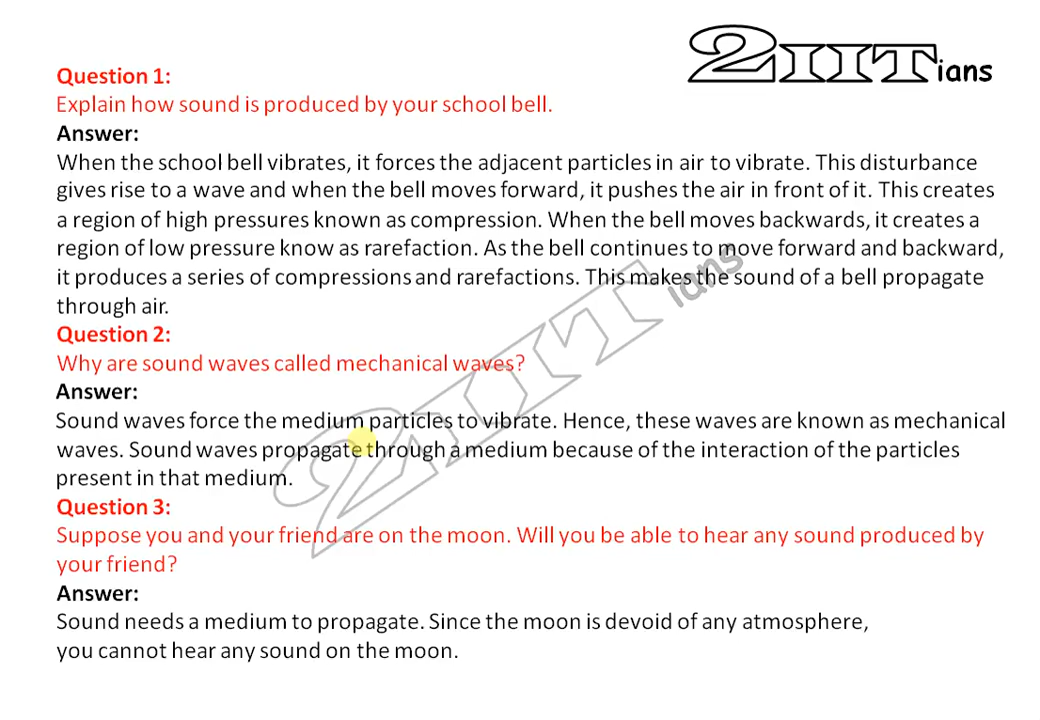 2IITians
Question 1:
Explain how sound is produced by your school bell.
Answer:
When the school bell vibrates, it forces the adjacent particles in air to vibrate. This disturbance
gives rise to a wave and when the bell moves forward, it pushes the air in front of it. This creates
a region of high pressures known as compression. When the bell moves backwards, it creates a
region of low pressure know as rarefaction. As the bell continues to move forward and backward,
it produces a series of compressions and rarefactions. This makes the sound of a bell propagate
through air.
Question 2:
Why are sound waves called mechanical waves?
Answer:
Sound waves force the medium particles to vibrate. Hence, these waves are known as mechanical
waves. Sound waves propagate through a medium because of the interaction of the particles
present in that medium.
Question 3:
Suppose you and your friend are on the moon. Will you be able to hear any sound produced by
your friend?
Answer:
Sound needs a medium to propagate. Since the moon is devoid of any atmosphere,
you cannot hear any sound on the moon.
2IITians